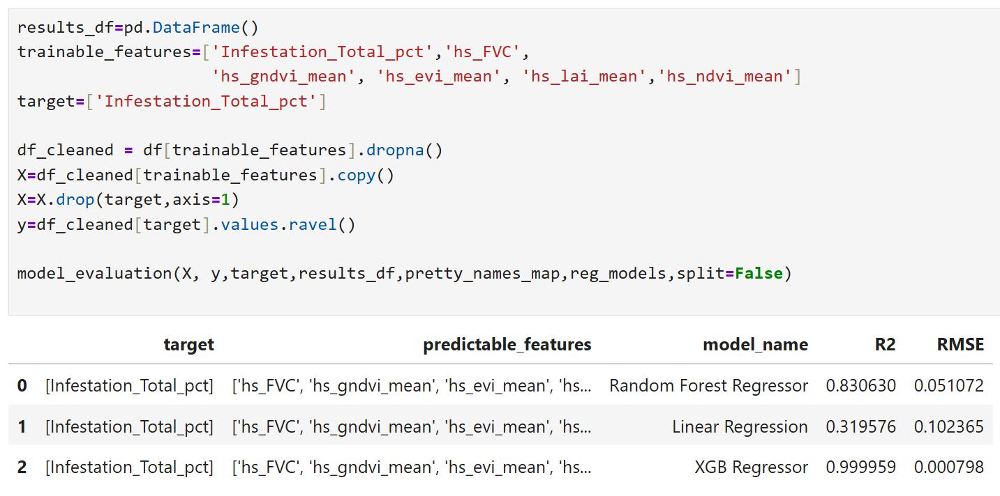 results_df=pd.DataFrame()
trainable_features=['Infestation_Total_pct','hs_FVC',
'hs_gndvi_mean', 'hs_evi_mean', 'hs_lai_mean','hs_ndvi_mean']
target=['Infestation_Total_pct']
df_cleaned = df[trainable_features].dropna()
X=df_cleaned[trainable_features].copy()
X=X.drop(target,axis=1)
y=df_cleaned[target].values.ravel()
model_evaluation(X, y,target,results_df,pretty_names_map,reg_models,split=False)
target predictable_features model_name R2 RMSE
0 [Infestation_Total_pct] ['hs_FVC', 'hs_gndvi_mean', 'hs_evi_mean', 'hs... Random Forest Regressor 0.830630 0.051072
1 [Infestation_Total_pct] ['hs_FVC', 'hs_gndvi_mean', 'hs_evi_mean', 'hs... Linear Regression 0.319576 0.102365
2 [Infestation_Total_pct] ['hs_FVC', 'hs_gndvi_mean', 'hs_evi_mean', 'hs... XGB Regressor 0.999959 0.000798